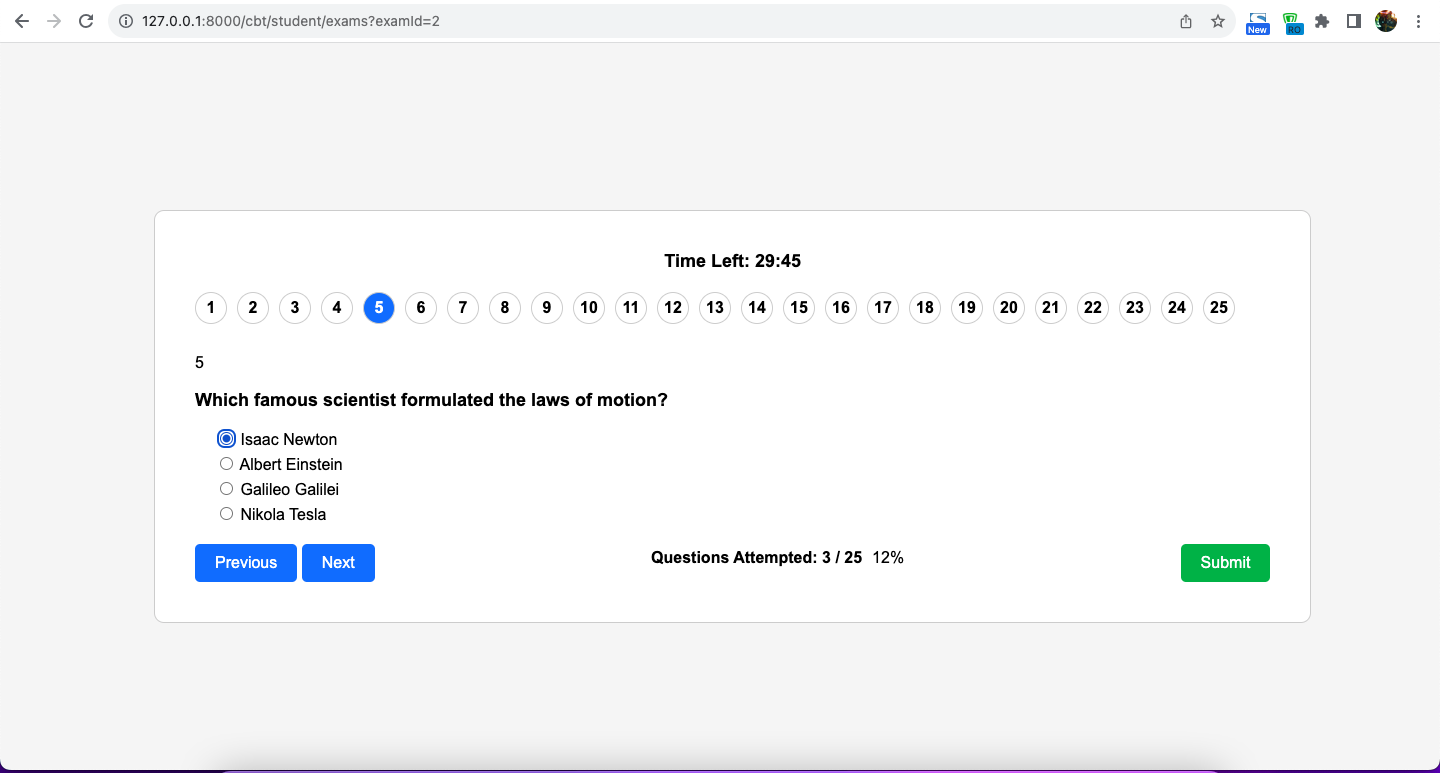 127.0.0.1:8000/cbt/student/exams?examId=2
New
RO
Time Left: 29:45
1 2 3 4 5 6 7 8 9 10 11 12 13 14 15 16 17 18 19 20 21 22 23 24 25
5
Which famous scientist formulated the laws of motion?
Isaac Newton
Albert Einstein
Galileo Galilei
Nikola Tesla
Previous Next Questions Attempted: 3 / 25 12% Submit